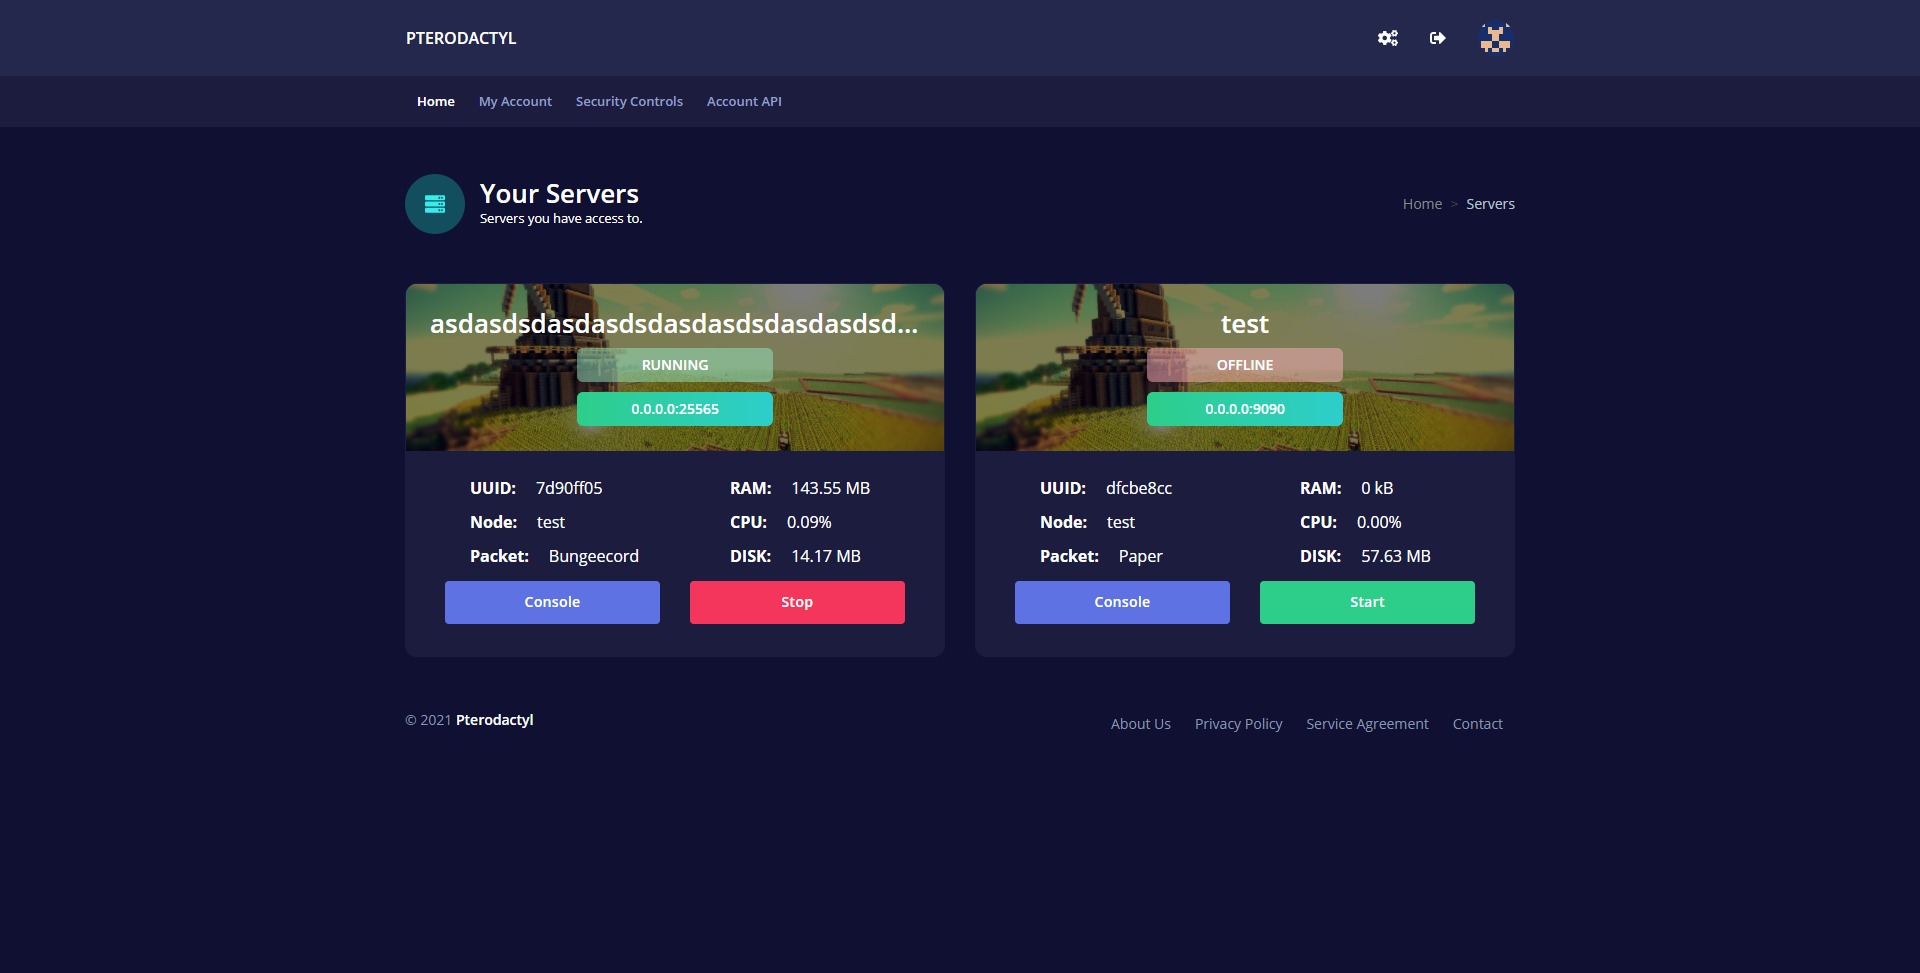 PTERODACTYL
Home My Account Security Controls Account API
Your Servers
Servers you have access to.
Home > Servers
asdasdsdasdasdsdasdasdsdasdasdsd...
RUNNING
0.0.0.0:25565
UUID: 7d90ff05
RAM: 143.55 MB
Node: test
CPU: 0.09%
Packet: Bungeecord
DISK: 14.17 MB
Console Stop
test
OFFLINE
0.0.0.0:9090
UUID: dfcbe8cc
RAM: 0 kB
Node: test
CPU: 0.00%
Packet: Paper
DISK: 57.63 MB
Console Start
© 2021 Pterodactyl
About Us Privacy Policy Service Agreement Contact